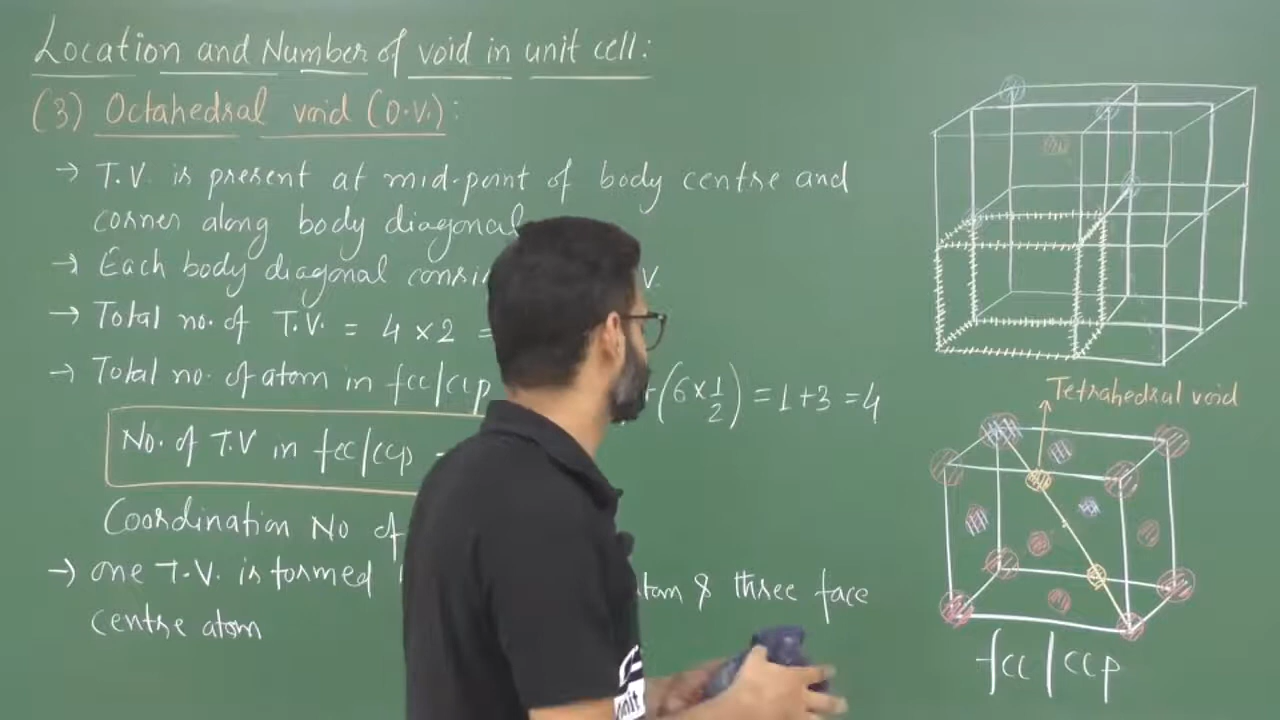 Location and Number of void in unit cell:
(3) Octahedral void (O.V.):
→ T.V. is present at mid-point of body centre and
corner along body diagonal
→ Each body diagonal V.
→ Total no. of T.V. = 4 × 2 =
→ Total no. of atom in fcc/ccp (6×1/2) = 1+3 = 4
No. of T.V in fcc/ccp
Coordination No of
→ one T.V. is formed atom & three face
centre atom
Tetrahedral void
fcc/ccp
unit